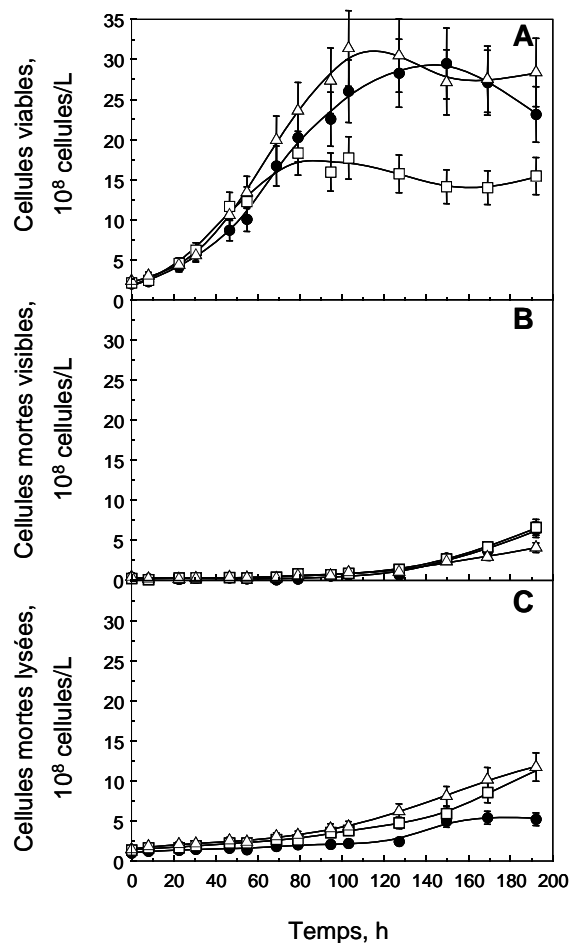 Cellules viables,
10⁸ cellules/L
35
30
25
20
15
10
5
0
A
Cellules mortes visibles,
10⁸ cellules/L
30
25
20
15
10
5
0
B
Cellules mortes lysées,
10⁸ cellules/L
30
25
20
15
10
5
0
C
0 20 40 60 80 100 120 140 160 180 200
Temps, h